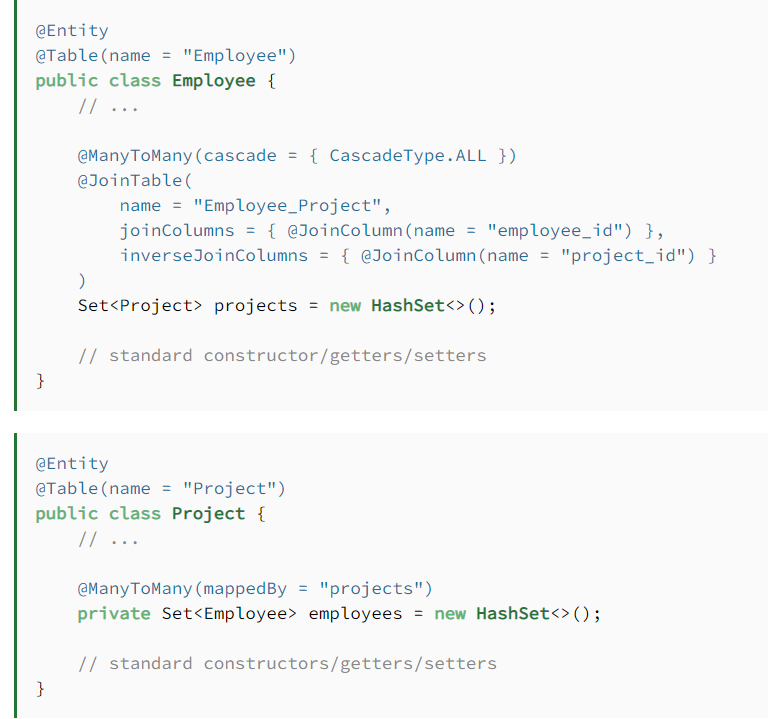 @Entity
@Table(name = "Employee")
public class Employee {
    // ...

    @ManyToMany(cascade = { CascadeType.ALL })
    @JoinTable(
        name = "Employee_Project",
        joinColumns = { @JoinColumn(name = "employee_id") },
        inverseJoinColumns = { @JoinColumn(name = "project_id") }
    )
    Set<Project> projects = new HashSet<>();

    // standard constructor/getters/setters
}

@Entity
@Table(name = "Project")
public class Project {
    // ...

    @ManyToMany(mappedBy = "projects")
    private Set<Employee> employees = new HashSet<>();

    // standard constructors/getters/setters
}